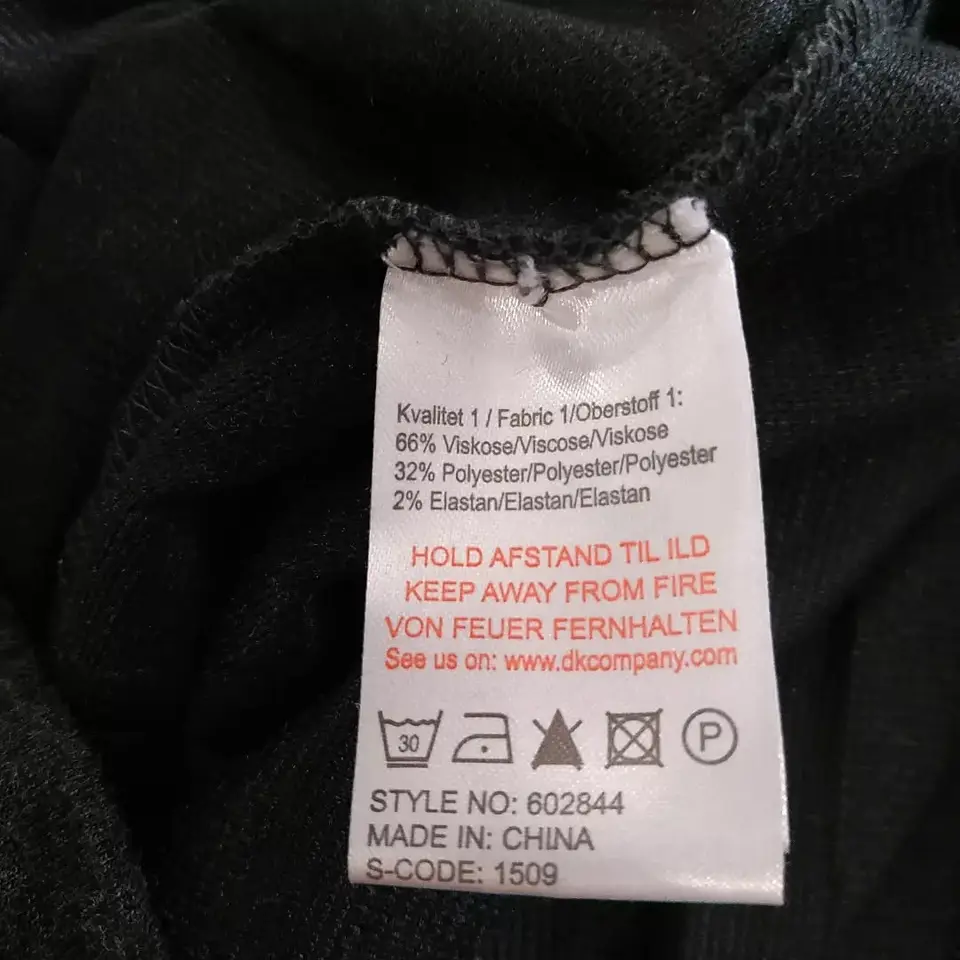 Kvalitet 1 / Fabric 1/Oberstoff 1:
66% Viskose/Viscose/Viskose
32% Polyester/Polyester/Polyester
2% Elastan/Elastan/Elastan
HOLD AFSTAND TIL ILD
KEEP AWAY FROM FIRE
VON FEUER FERNHALTEN
See us on: www.dkcompany.com
30 P
STYLE NO: 602844
MADE IN: CHINA
S-CODE: 1509